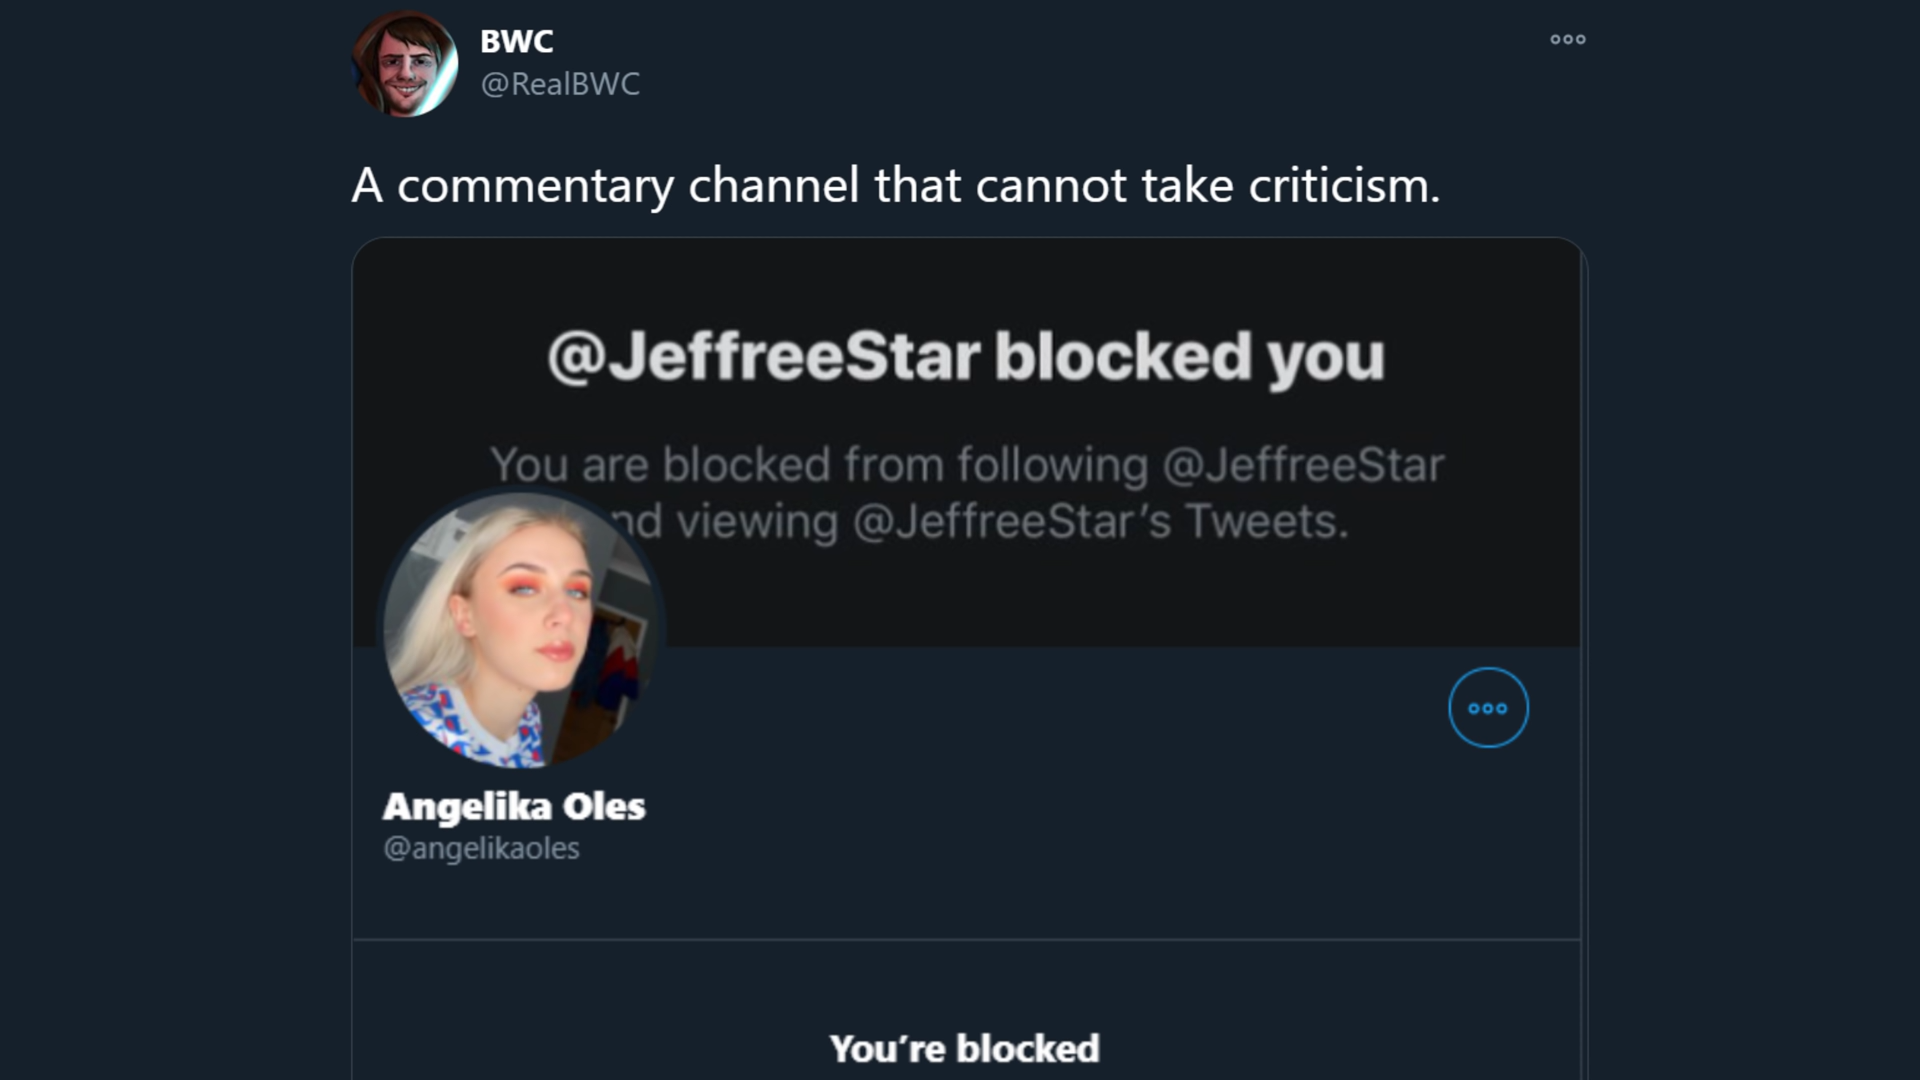 BWC
@RealBWC
A commentary channel that cannot take criticism.
@JeffreeStar blocked you
You are blocked from following @JeffreeStar
nd viewing @JeffreeStar's Tweets.
Angelika Oles
@angelikaoles
You're blocked